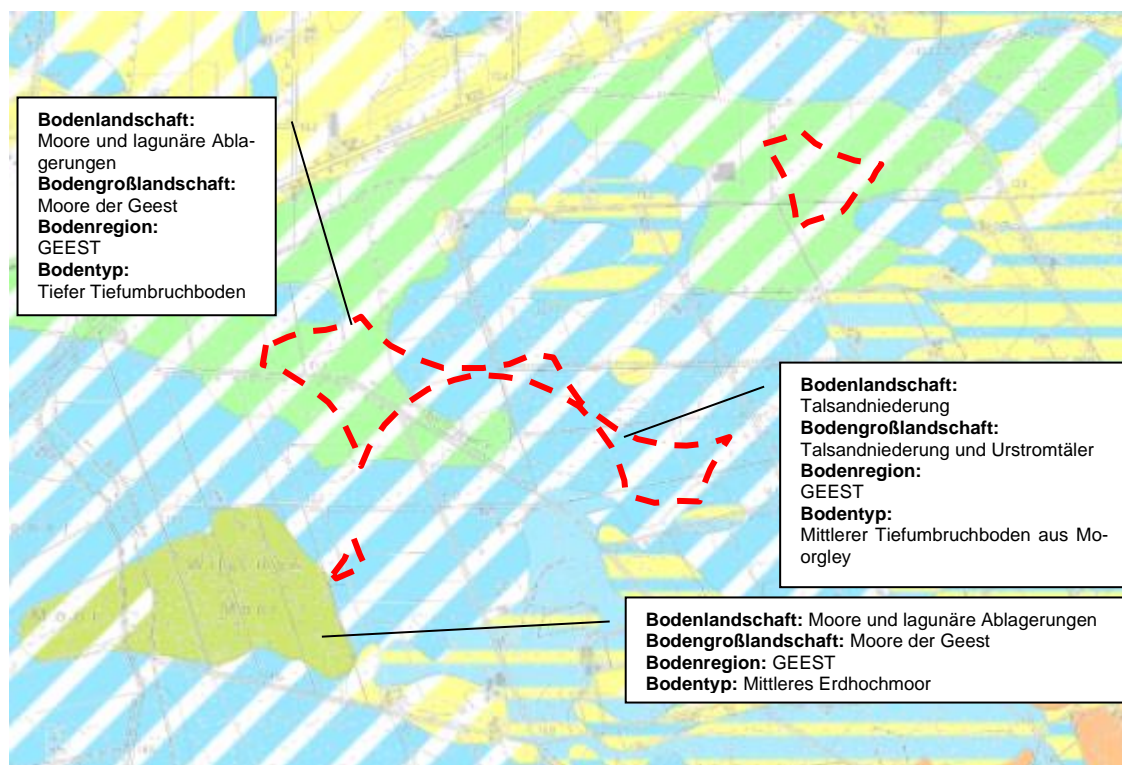 Bodenlandschaft:
Moore und lagunäre Abla-
gerungen
Bodengroßlandschaft:
Moore der Geest
Bodenregion:
GEEST
Bodentyp:
Tiefer Tiefumbruchboden
Bodenlandschaft:
Talsandniederung
Bodengroßlandschaft:
Talsandniederung und Urstromtäler
Bodenregion:
GEEST
Bodentyp:
Mittlerer Tiefumbruchboden aus Mo-
orgley
Bodenlandschaft: Moore und lagunäre Ablagerungen
Bodengroßlandschaft: Moore der Geest
Bodenregion: GEEST
Bodentyp: Mittleres Erdhochmoor
Moor